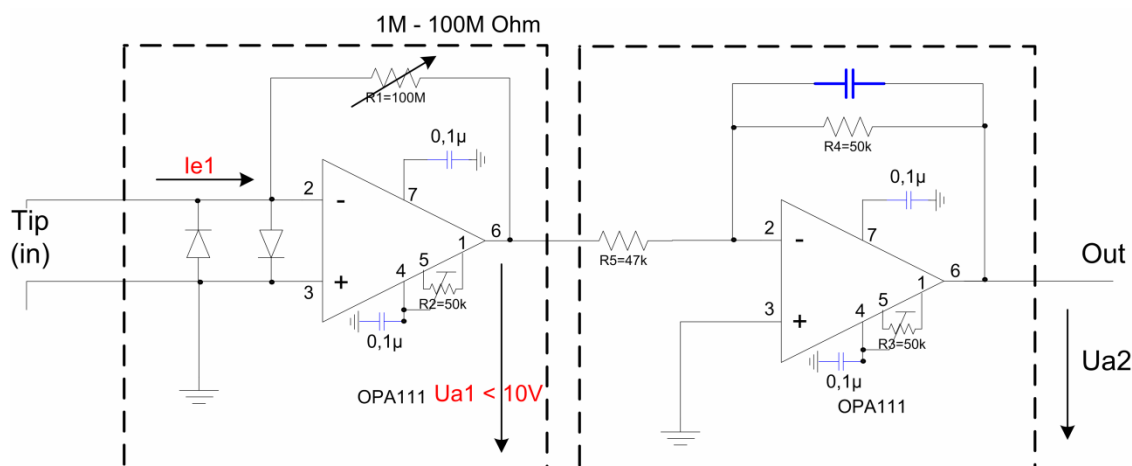 1M - 100M Ohm
R1=100M
Ie1
0,1µ
Tip
(in)
2
-
7
6
+
3
5
1
4
R2=50k
0,1µ
OPA111
Ua1 < 10V
R5=47k
R4=50k
0,1µ
2
-
7
6
+
3
5
1
4
R3=50k
0,1µ
OPA111
Out
Ua2